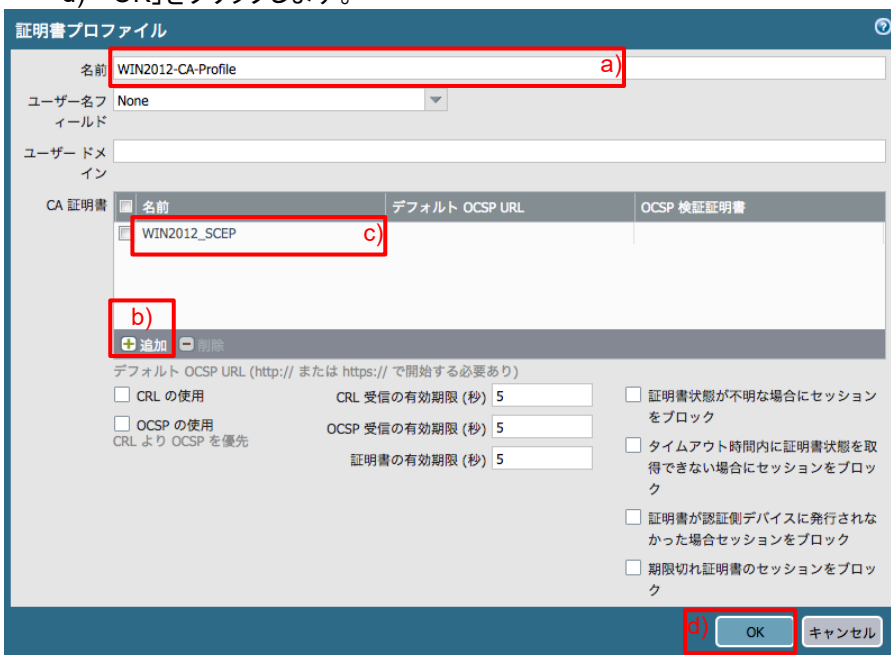 d) 「OK」をクリックします。
証明書プロファイル
名前 WIN2012-CA-Profile a)
ユーザー名フィールド None
ユーザー ドメイン
CA 証明書 名前 デフォルト OCSP URL OCSP 検証証明書
WIN2012_SCEP c)
b)
追加 削除
デフォルト OCSP URL (http:// または https:// で開始する必要あり)
CRL の使用 CRL 受信の有効期限 (秒) 5
OCSP の使用 OCSP 受信の有効期限 (秒) 5
CRL より OCSP を優先
証明書の有効期限 (秒) 5
証明書状態が不明な場合にセッション
をブロック
タイムアウト時間内に証明書状態を取
得できない場合にセッションをブロッ
ク
証明書が認証側デバイスに発行されな
かった場合セッションをブロック
期限切れ証明書のセッションをブロッ
ク
d) OK キャンセル